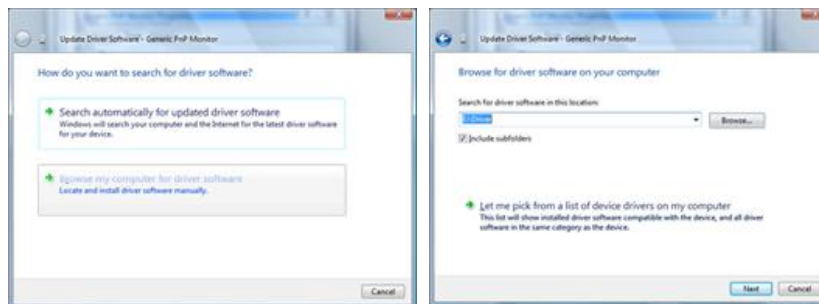 Update Driver Software - Generic PnP Monitor
How do you want to search for driver software?
Search automatically for updated driver software
Windows will search your computer and the Internet for the latest driver software
for your device.
Browse my computer for driver software
Locate and install driver software manually.
Cancel
Update Driver Software - Generic PnP Monitor
Browse for driver software on your computer
Search for driver software in this location:
Browse...
Include subfolders
Let me pick from a list of device drivers on my computer
This list will show installed driver software compatible with the device, and all driver
software in the same category as the device.
Next
Cancel